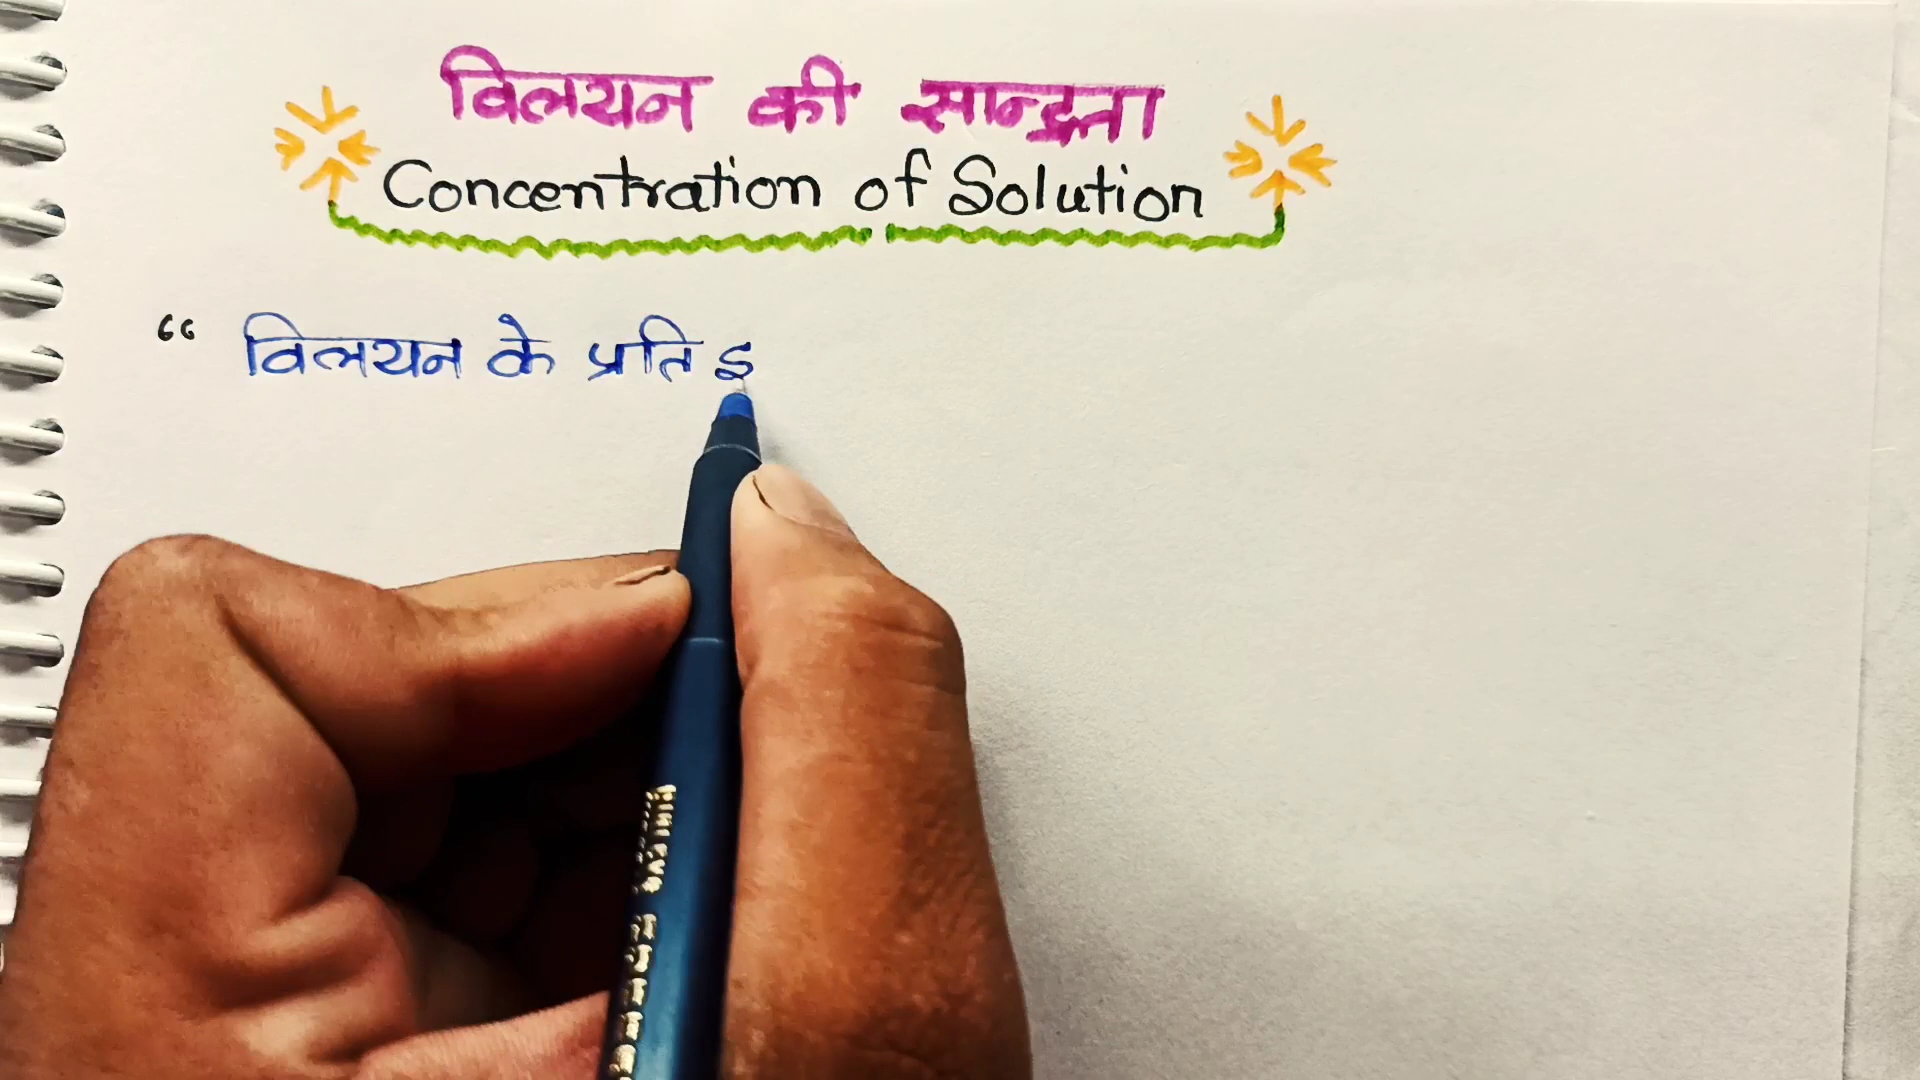 विलयन की सान्द्रता
Concentration of Solution
“ विलयन के प्रति इ